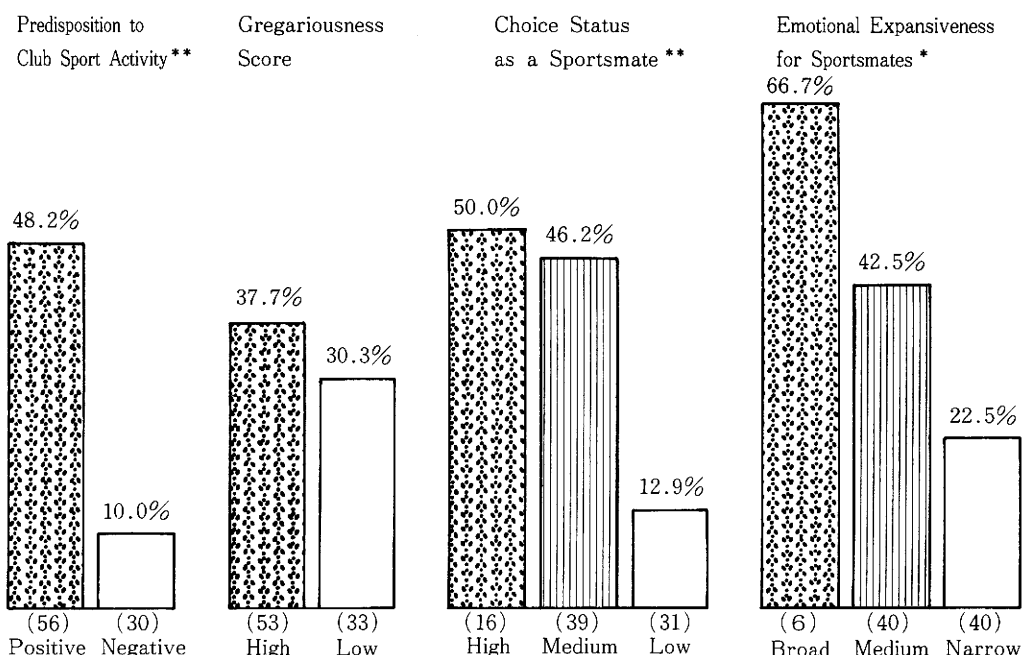 Predisposition to
Club Sport Activity**
48.2%
10.0%
(56) (30)
Positive Negative
Gregariousness
Score
37.7%
30.3%
(53) (33)
High Low
Choice Status
as a Sportsmate**
50.0%
46.2%
12.9%
(16) (39) (31)
High Medium Low
Emotional Expansiveness
for Sportsmates*
66.7%
42.5%
22.5%
(6) (40) (40)
Broad Medium Narrow